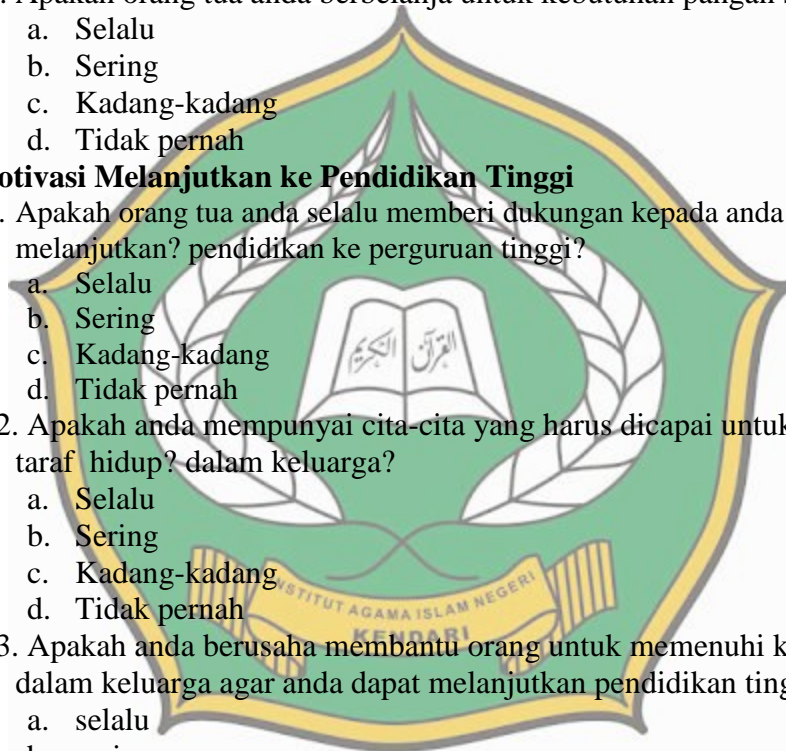 . Apakah orang tua anda berbelanja untuk kebutuhan pangan
a. Selalu
b. Sering
c. Kadang-kadang
d. Tidak pernah
otivasi Melanjutkan ke Pendidikan Tinggi
. Apakah orang tua anda selalu memberi dukungan kepada anda
melanjutkan? pendidikan ke perguruan tinggi?
a. Selalu
b. Sering
c. Kadang-kadang
d. Tidak pernah
القرآن الكريم
2. Apakah anda mempunyai cita-cita yang harus dicapai untuk
taraf hidup? dalam keluarga?
a. Selalu
b. Sering
c. Kadang-kadang
d. Tidak pernah
INSTITUT AGAMA ISLAM NEGERI
KENDARI
3. Apakah anda berusaha membantu orang untuk memenuhi k
dalam keluarga agar anda dapat melanjutkan pendidikan ting
a. selalu